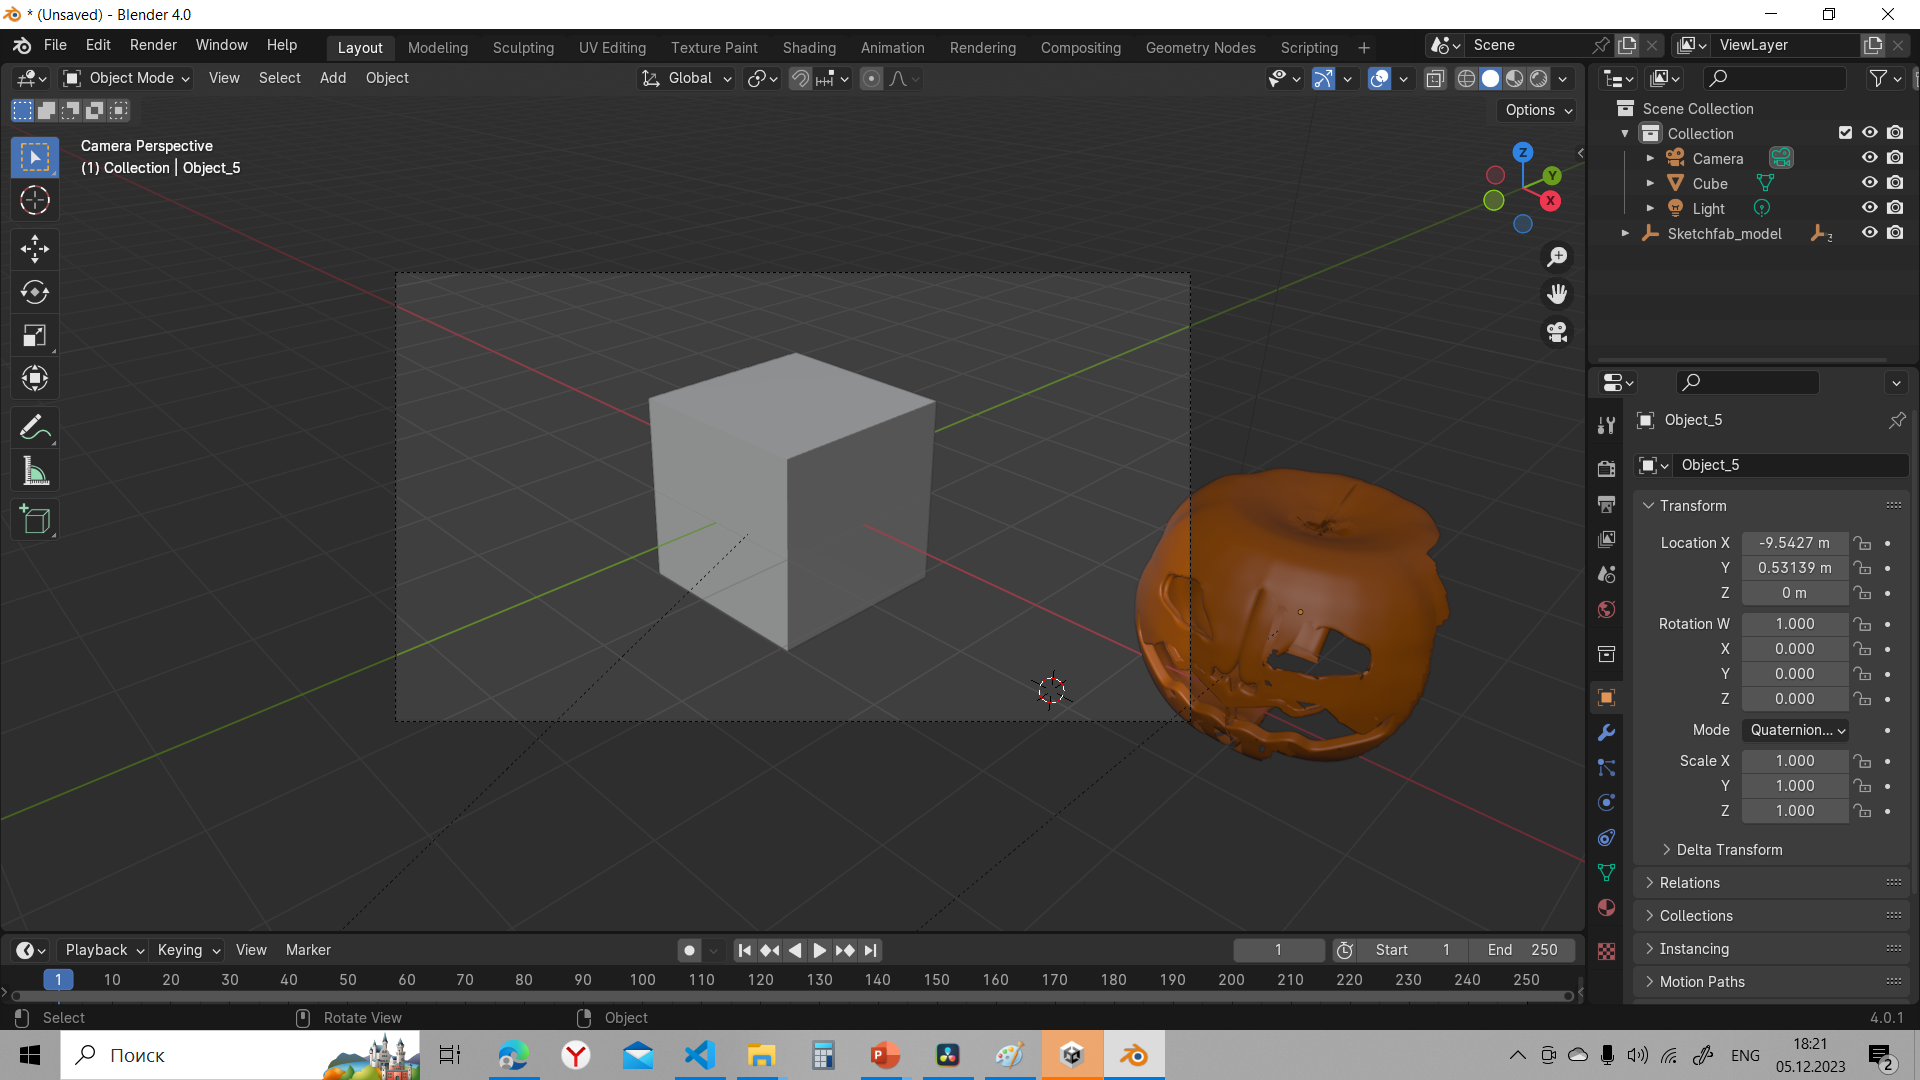 * (Unsaved) - Blender 4.0
File Edit Render Window Help Layout Modeling Sculpting UV Editing Texture Paint Shading Animation Rendering Compositing Geometry Nodes Scripting Scene ViewLayer
Object Mode View Select Add Object Global
Options
Camera Perspective
(1) Collection | Object_5
Z
Y
X
Scene Collection
Collection
Camera
Cube
Light
Sketchfab_model 3
Object_5
Object_5
Transform
Location X -9.5427 m
Y 0.53139 m
Z 0 m
Rotation W 1.000
X 0.000
Y 0.000
Z 0.000
Mode Quaternion...
Scale X 1.000
Y 1.000
Z 1.000
Delta Transform
Relations
Collections
Instancing
Motion Paths
Playback Keying View Marker 1 Start 1 End 250
1 10 20 30 40 50 60 70 80 90 100 110 120 130 140 150 160 170 180 190 200 210 220 230 240 250
Select Rotate View Object 4.0.1
Поиск
ENG
18:21
05.12.2023
2